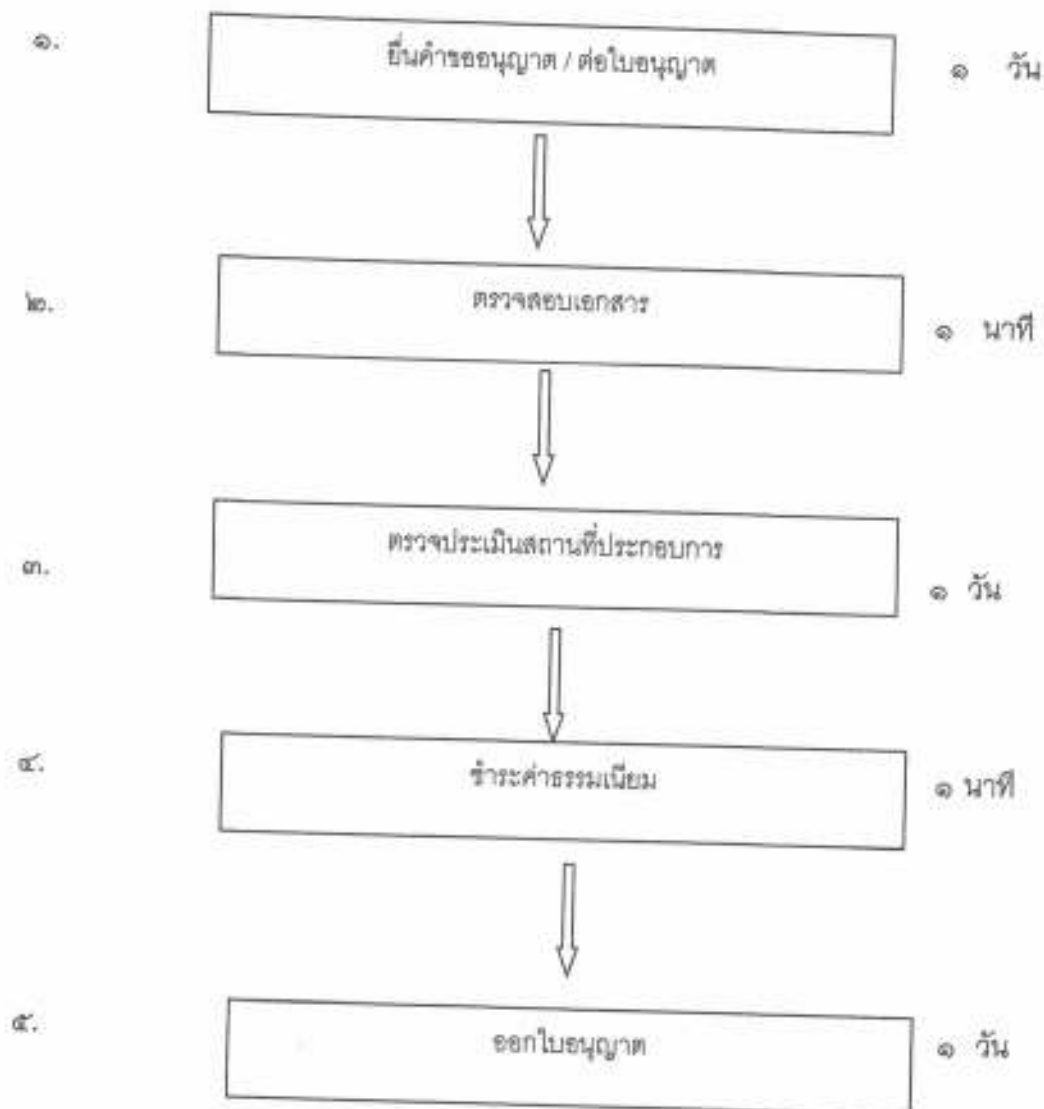 ๑.
ยื่นคำขออนุญาต / ต่อใบอนุญาต
๑ วัน
๒.
ตรวจสอบเอกสาร
๑ นาที
๓.
ตรวจประเมินสถานที่ประกอบการ
๑ วัน
๔.
ชำระค่าธรรมเนียม
๑ นาที
๕.
ออกใบอนุญาต
๑ วัน